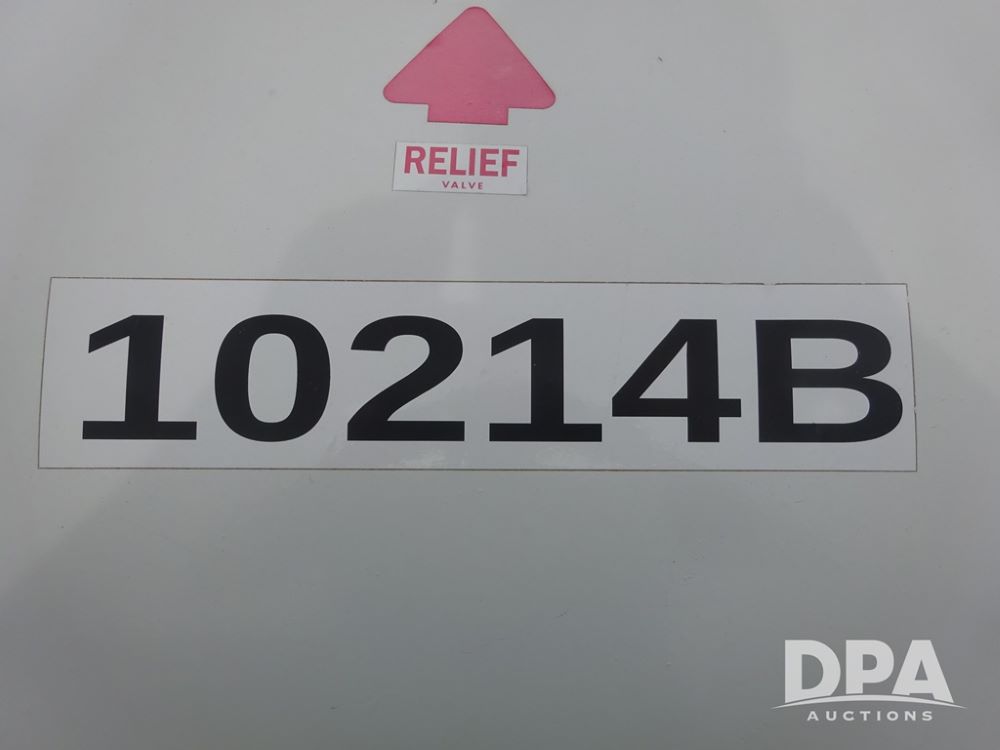 RELIEF
VALVE
10214B
DPA
AUCTIONS